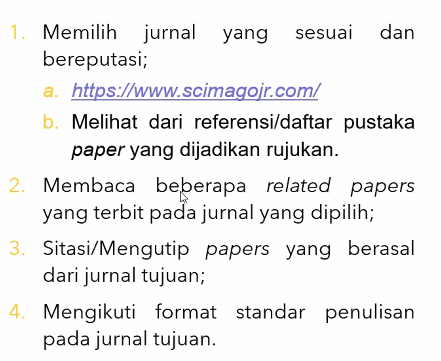 1. Memilih jurnal yang sesuai dan
bereputasi;
a. https://www.scimagojr.com/
b. Melihat dari referensi/daftar pustaka
paper yang dijadikan rujukan.
2. Membaca beberapa related papers
yang terbit pada jurnal yang dipilih;
3. Sitasi/Mengutip papers yang berasal
dari jurnal tujuan;
4. Mengikuti format standar penulisan
pada jurnal tujuan.